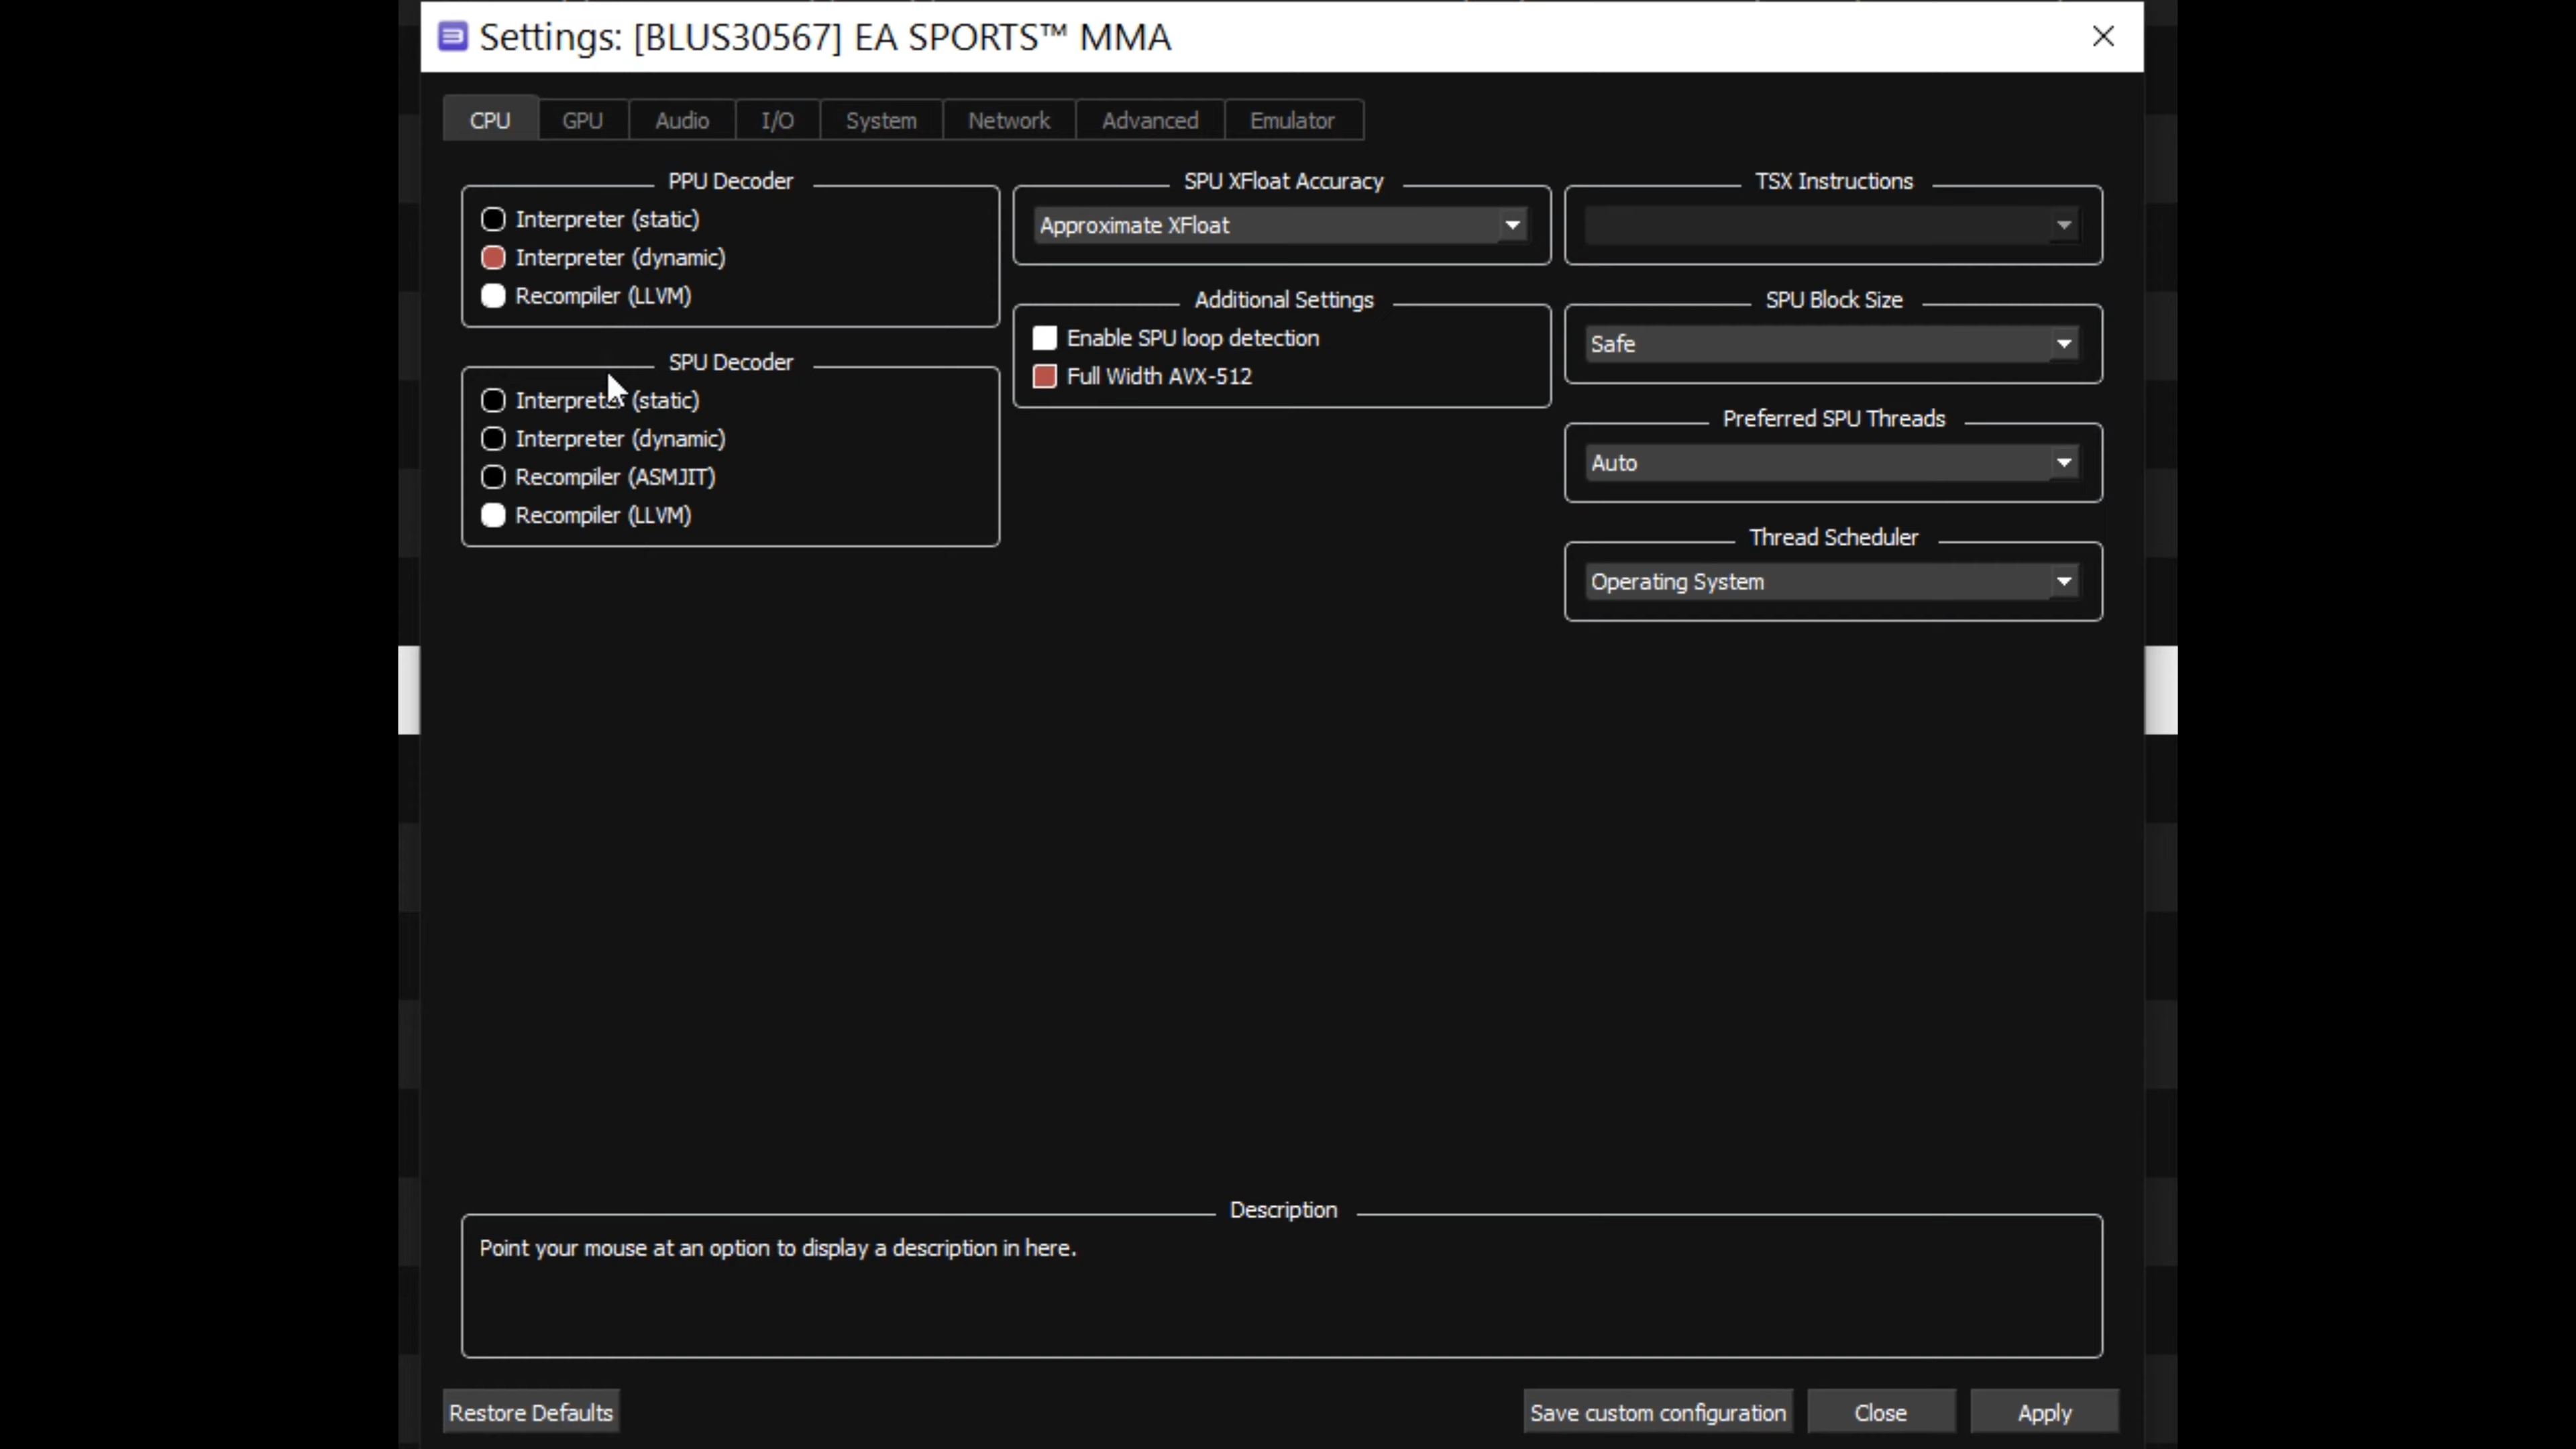 Settings: [BLUS30567] EA SPORTS™ MMA
CPU GPU Audio I/O System Network Advanced Emulator
PPU Decoder
Interpreter (static)
Interpreter (dynamic)
Recompiler (LLVM)
SPU Decoder
Interpreter (static)
Interpreter (dynamic)
Recompiler (ASMJIT)
Recompiler (LLVM)
SPU XFloat Accuracy
Approximate XFloat
Additional Settings
Enable SPU loop detection
Full Width AVX-512
TSX Instructions
SPU Block Size
Safe
Preferred SPU Threads
Auto
Thread Scheduler
Operating System
Description
Point your mouse at an option to display a description in here.
Restore Defaults Save custom configuration Close Apply